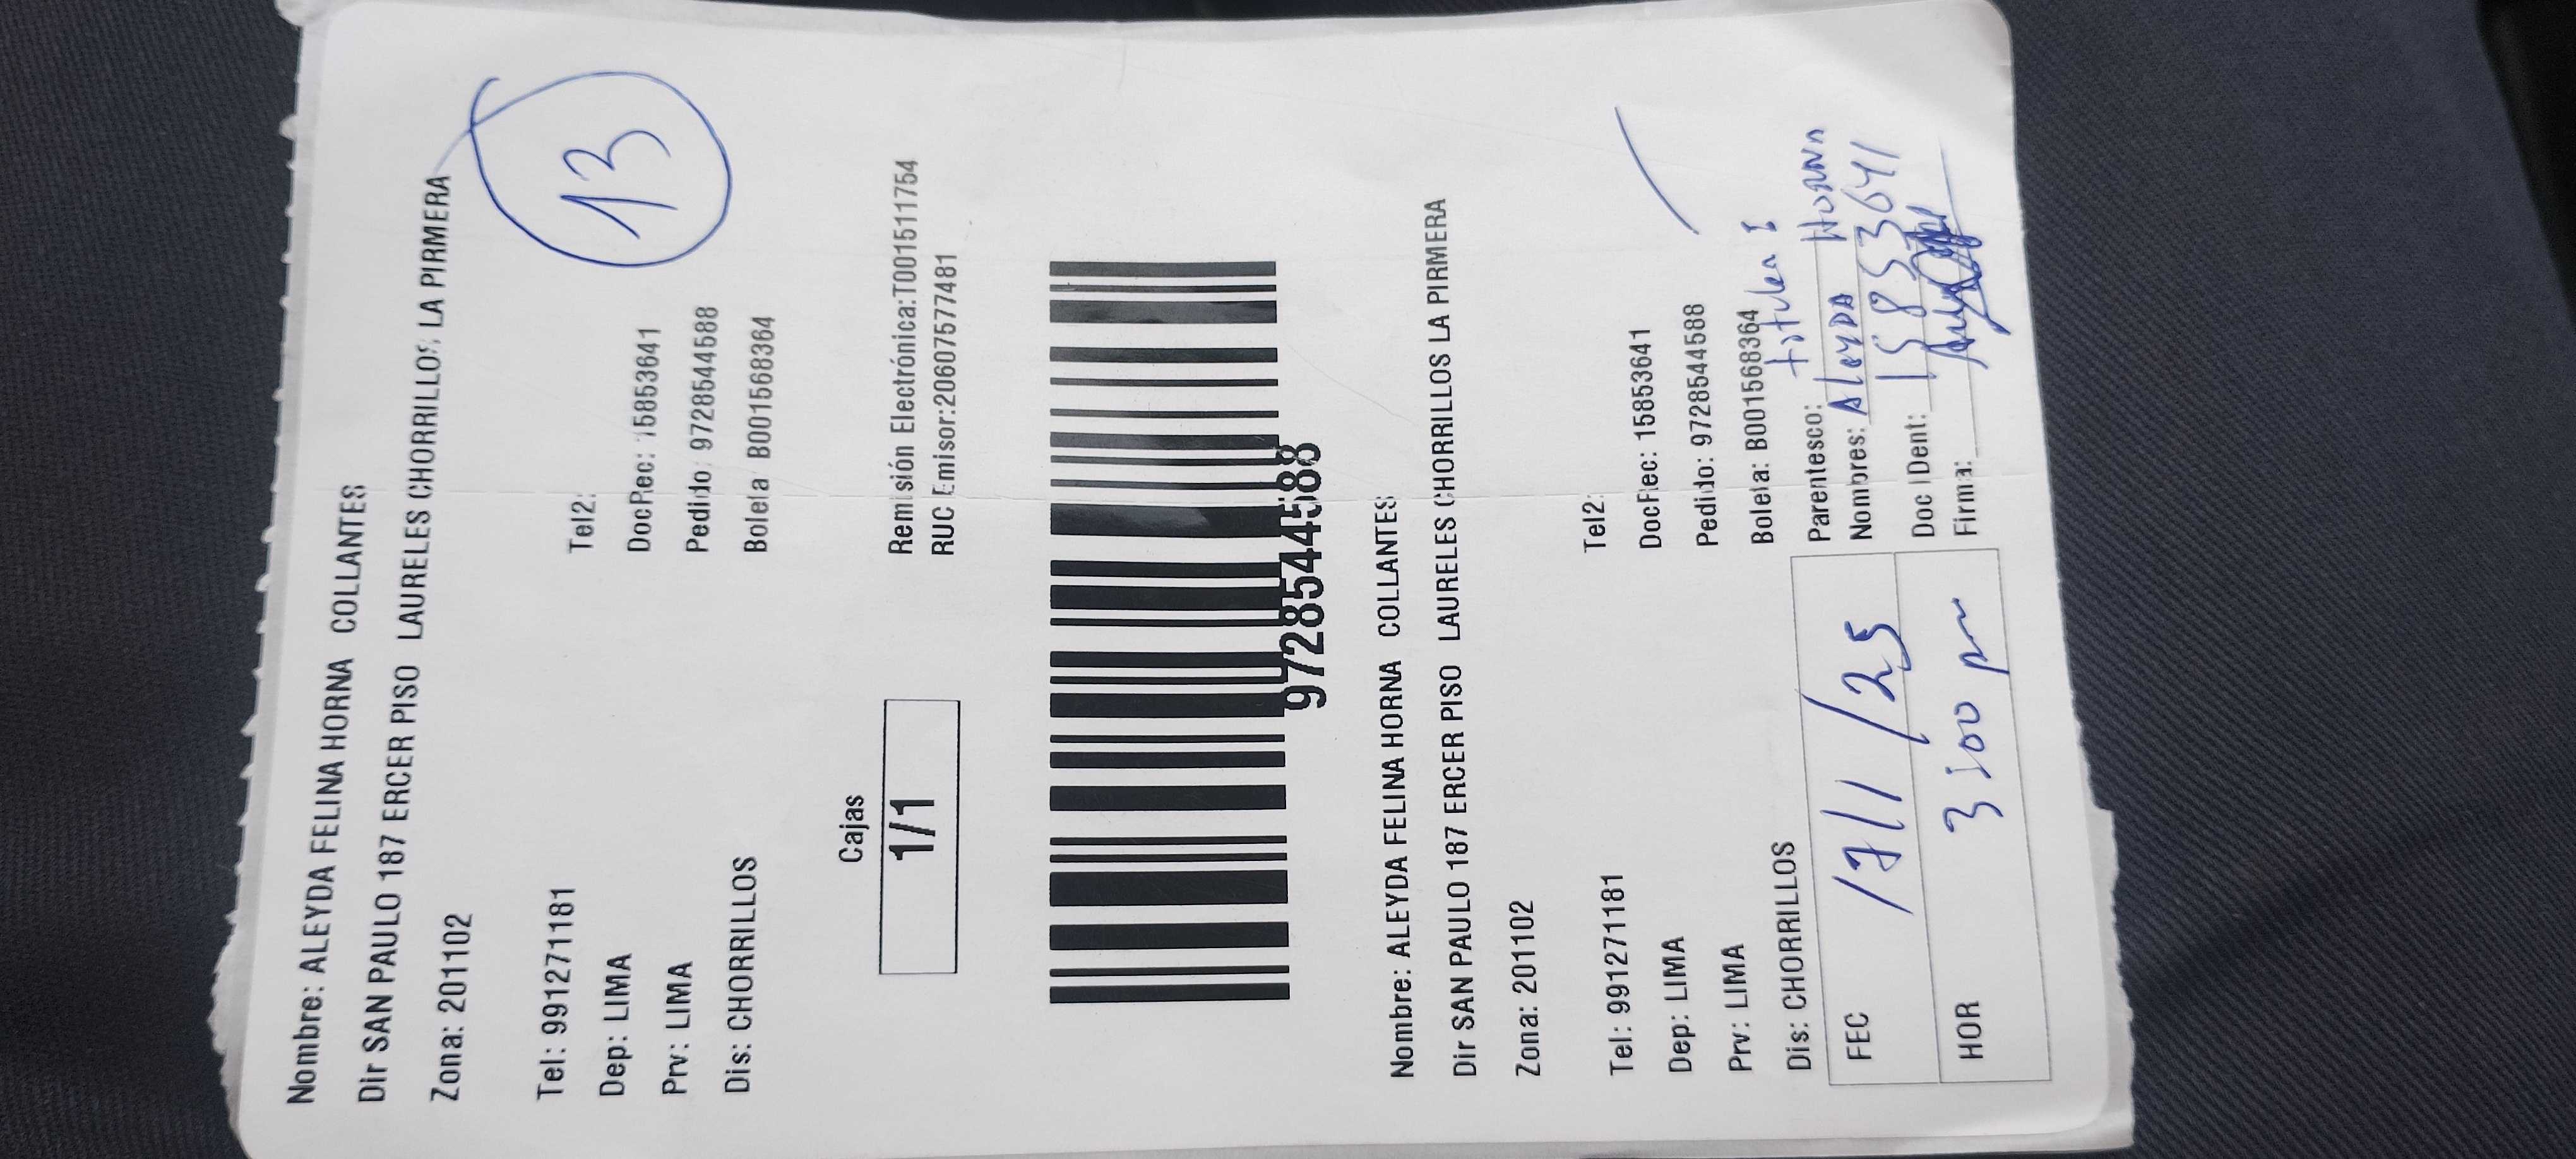 Nombre: ALEYDA FELINA HORNA COLLANTES
Dir SAN PAULO 187 ERCER PISO LAURELES CHORRILLOS LA PIRMERA
Zona: 201102
13
Tel: 991271181 Tel2:
Dep: LIMA DocRec: 15853641
Prv: LIMA Pedido: 9728544588
Dis: CHORRILLOS Boleta B001568364
Cajas
1/1
Remisión Electrónica:T001511754
RUC Emisor:20607577481
9728544588
Nombre: ALEYDA FELINA HORNA COLLANTES
Dir SAN PAULO 187 ERCER PISO LAURELES CHORRILLOS LA PIRMERA
Zona: 201102
Tel: 991271181 Tel2:
Dep: LIMA DocRec: 15853641
Prv: LIMA Pedido: 9728544588
Dis: CHORRILLOS Boleta: B001568364
FEC 17/1/25
HOR 3:00 pm
Parentesco: titular I
Nombres: Aleyda Horna
Doc Ident: 15853641
Firma: